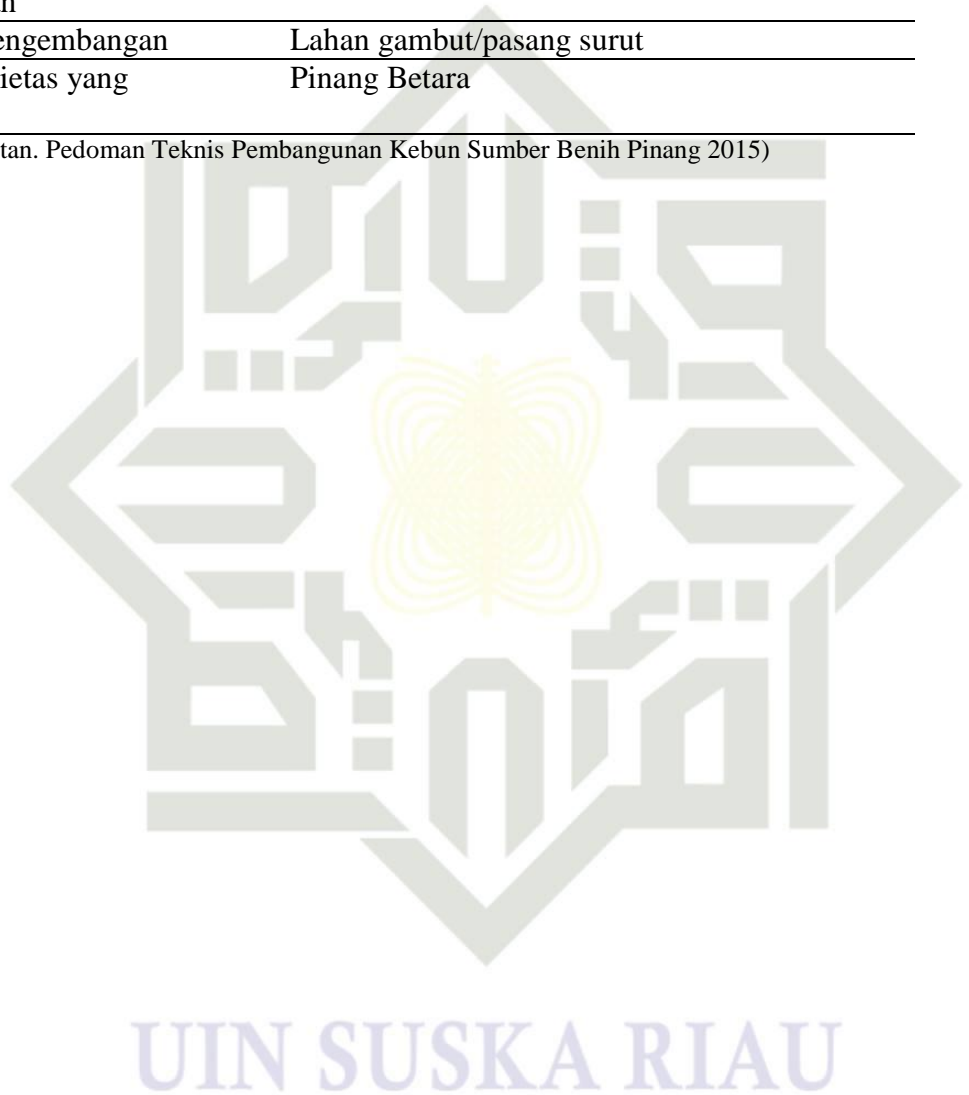 engembangan Lahan gambut/pasang surut
ietas yang Pinang Betara
tan. Pedoman Teknis Pembangunan Kebun Sumber Benih Pinang 2015)
UIN SUSKA RIAU